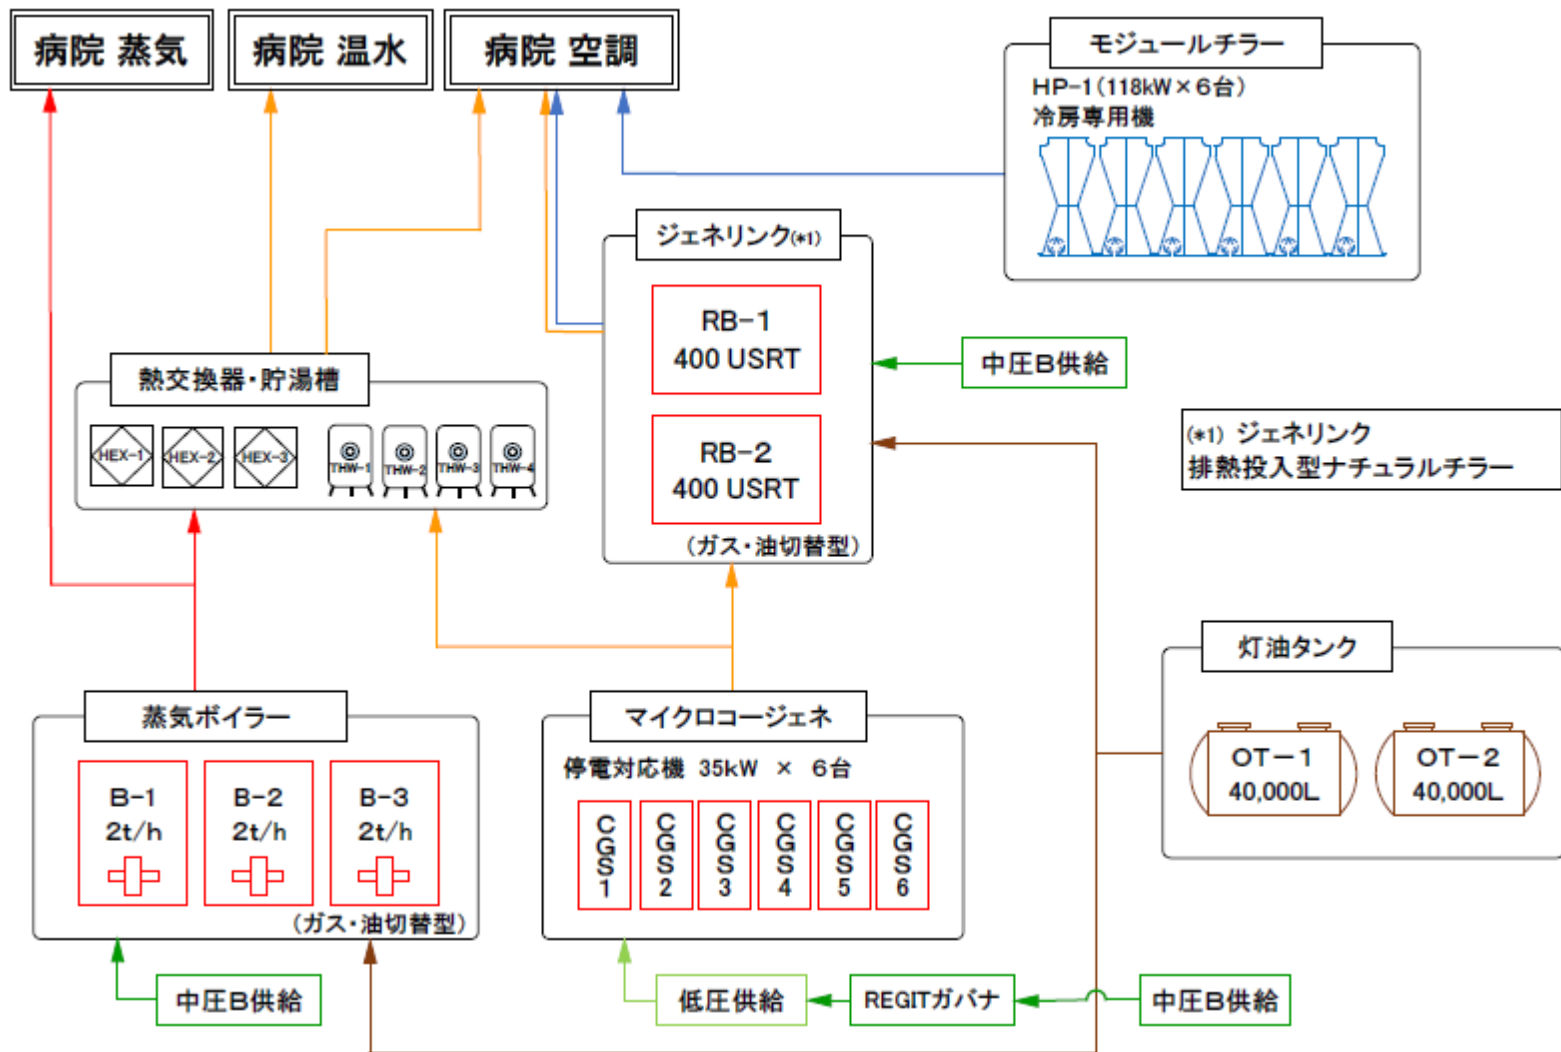 病院 蒸気
病院 温水
病院 空調
モジュールチラー
HP-1(118kW×6台)
冷房専用機
ジェネリンク(*1)
RB-1
400 USRT
RB-2
400 USRT
(ガス・油切替型)
中圧B供給
(*1) ジェネリンク
排熱投入型ナチュラルチラー
熱交換器・貯湯槽
HEX-1
HEX-2
HEX-3
THW-1
THW-2
THW-3
THW-4
灯油タンク
OT-1
40,000L
OT-2
40,000L
蒸気ボイラー
B-1
2t/h
B-2
2t/h
B-3
2t/h
(ガス・油切替型)
マイクロコージェネ
停電対応機 35kW × 6台
CGS1
CGS2
CGS3
CGS4
CGS5
CGS6
中圧B供給
低圧供給
REGITガバナ
中圧B供給